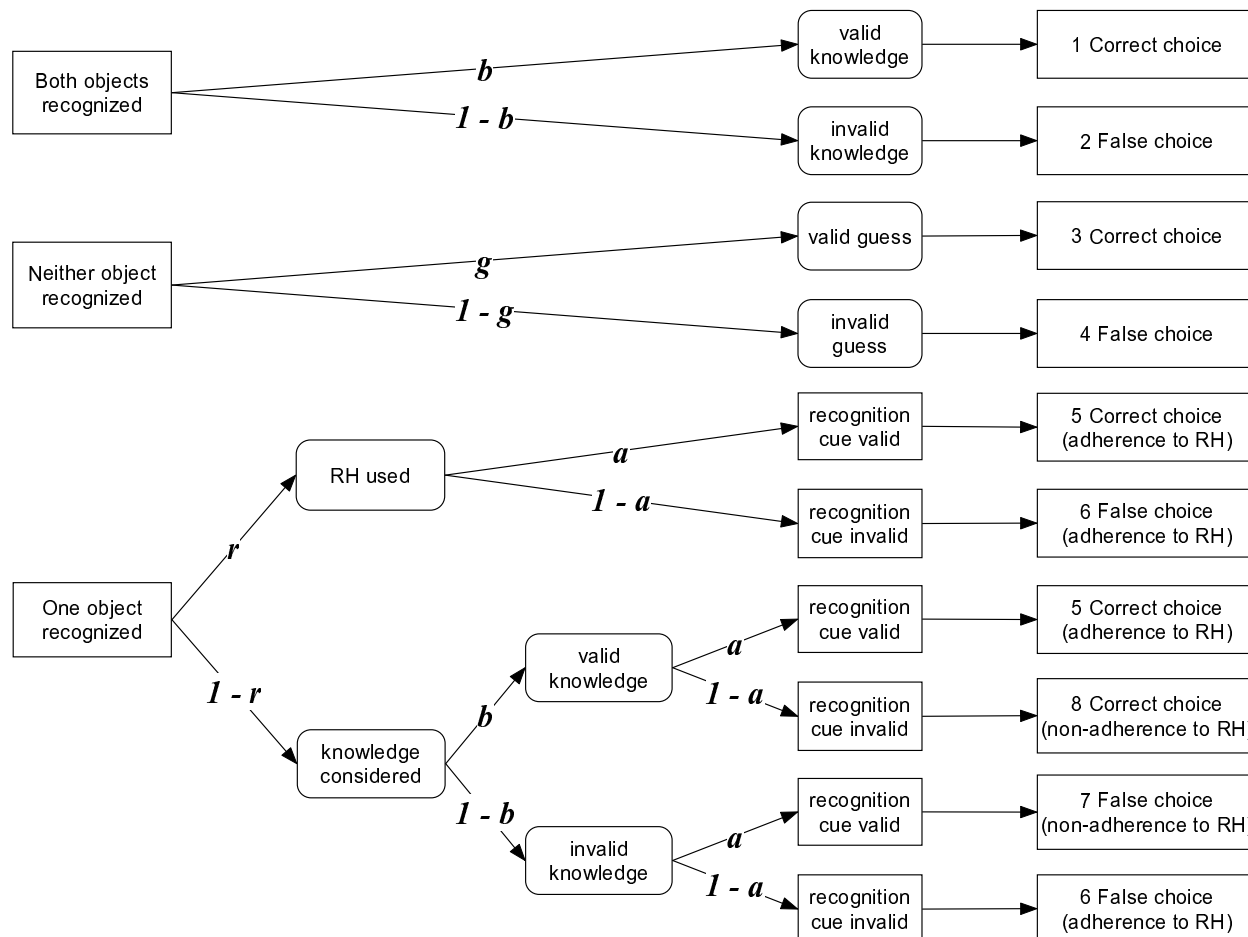 Both objects
recognized
b
1 - b
valid
knowledge
1 Correct choice
invalid
knowledge
2 False choice
Neither object
recognized
g
1 - g
valid guess
3 Correct choice
invalid
guess
4 False choice
One object
recognized
r
1 - r
RH used
a
1 - a
recognition
cue valid
5 Correct choice
(adherence to RH)
recognition
cue invalid
6 False choice
(adherence to RH)
knowledge
considered
b
1 - b
valid
knowledge
a
1 - a
recognition
cue valid
5 Correct choice
(adherence to RH)
recognition
cue invalid
8 Correct choice
(non-adherence to RH)
invalid
knowledge
a
1 - a
recognition
cue valid
7 False choice
(non-adherence to RH)
recognition
cue invalid
6 False choice
(adherence to RH)